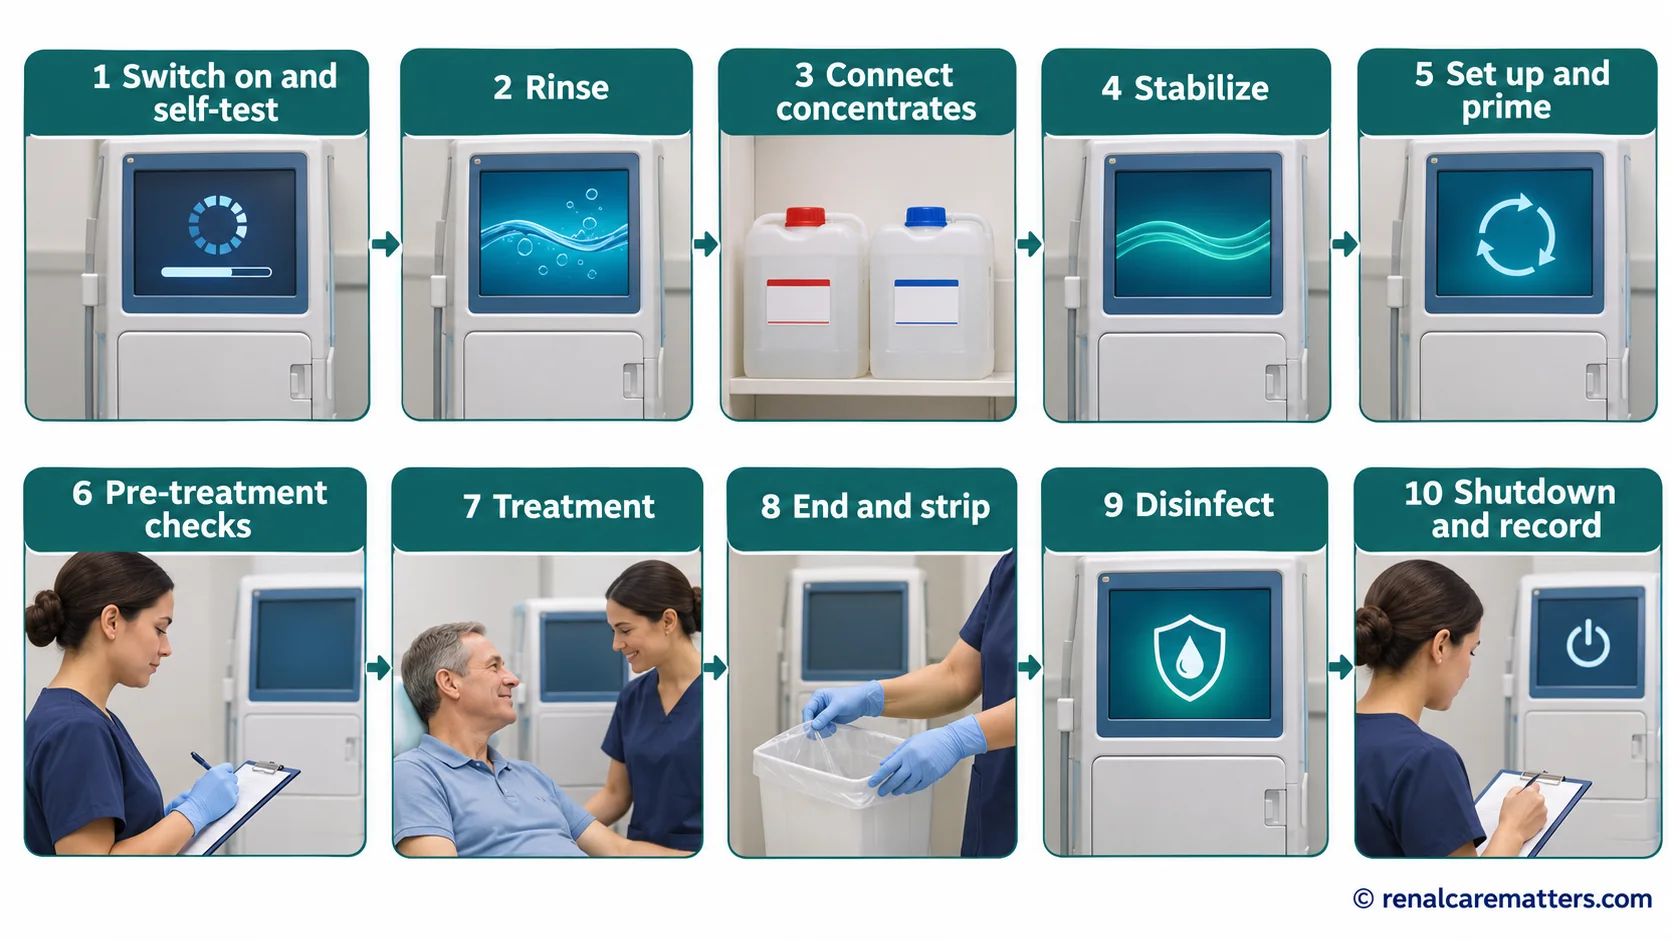 1 Switch on and
self-test
2 Rinse
3 Connect
concentrates
4 Stabilize
5 Set up and
prime
6 Pre-treatment
checks
7 Treatment
8 End and strip
9 Disinfect
10 Shutdown
and record
© renalcarematters.com